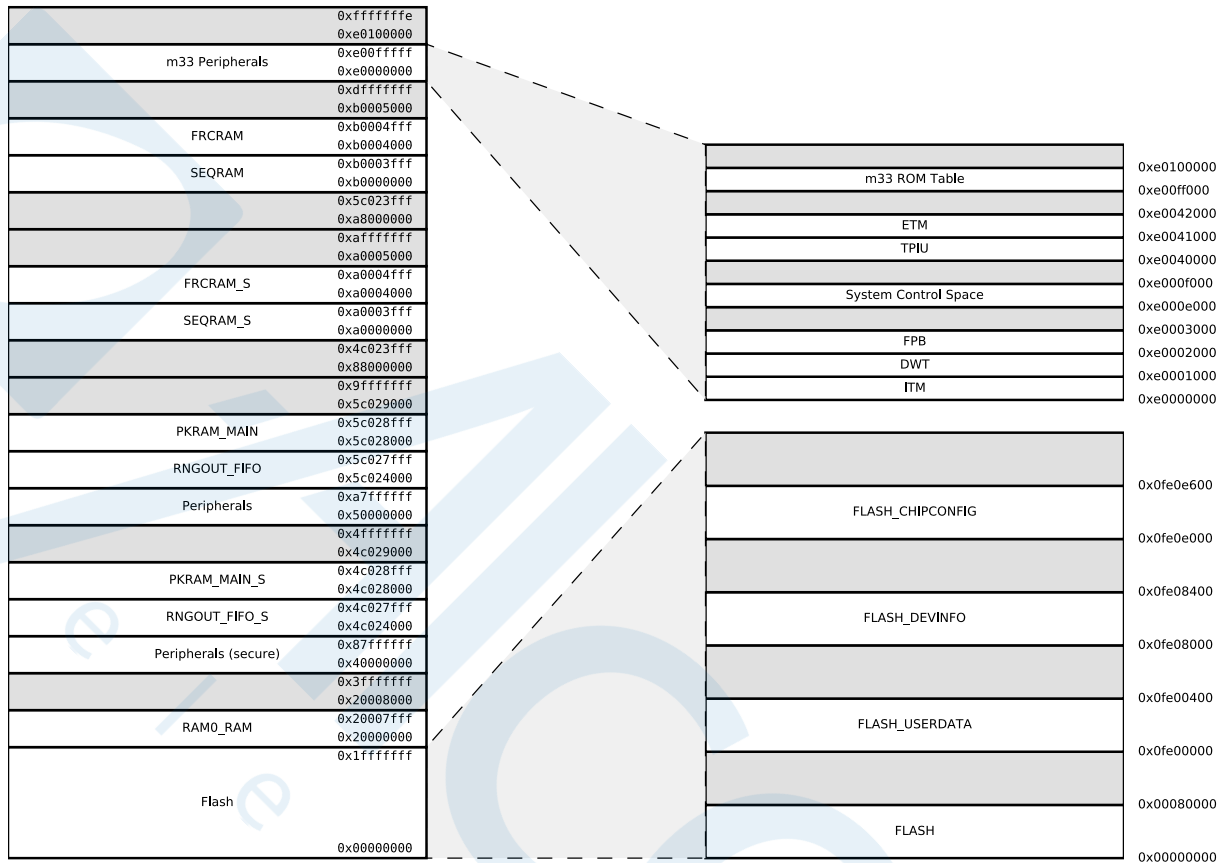 0xfffffffe
0xe0100000
m33 Peripherals
0xe00fffff
0xe0000000
0xdfffffff
0xb0005000
FRCRAM
0xb0004fff
0xb0004000
SEQRAM
0xb0003fff
0xb0000000
0x5c023fff
0xa8000000
0xafffffff
0xa0005000
FRCRAM_S
0xa0004fff
0xa0004000
SEQRAM_S
0xa0003fff
0xa0000000
0x4c023fff
0x88000000
0x9fffffff
0x5c029000
PKRAM_MAIN
0x5c028fff
0x5c028000
RNGOUT_FIFO
0x5c027fff
0x5c024000
Peripherals
0xa7ffffff
0x50000000
0x4fffffff
0x4c029000
PKRAM_MAIN_S
0x4c028fff
0x4c028000
RNGOUT_FIFO_S
0x4c027fff
0x4c024000
Peripherals (secure)
0x87ffffff
0x40000000
0x3fffffff
0x20008000
RAM0_RAM
0x20007fff
0x20000000
0x1fffffff
Flash
0x00000000
0xe0100000
m33 ROM Table
0xe00ff000
0xe0042000
ETM
0xe0041000
TPIU
0xe0040000
0xe000f000
System Control Space
0xe000e000
0xe0003000
FPB
0xe0002000
DWT
0xe0001000
ITM
0xe0000000
0x0fe0e600
FLASH_CHIPCONFIG
0x0fe0e000
0x0fe08400
FLASH_DEVINFO
0x0fe08000
0x0fe00400
FLASH_USERDATA
0x0fe00000
0x00080000
FLASH
0x00000000